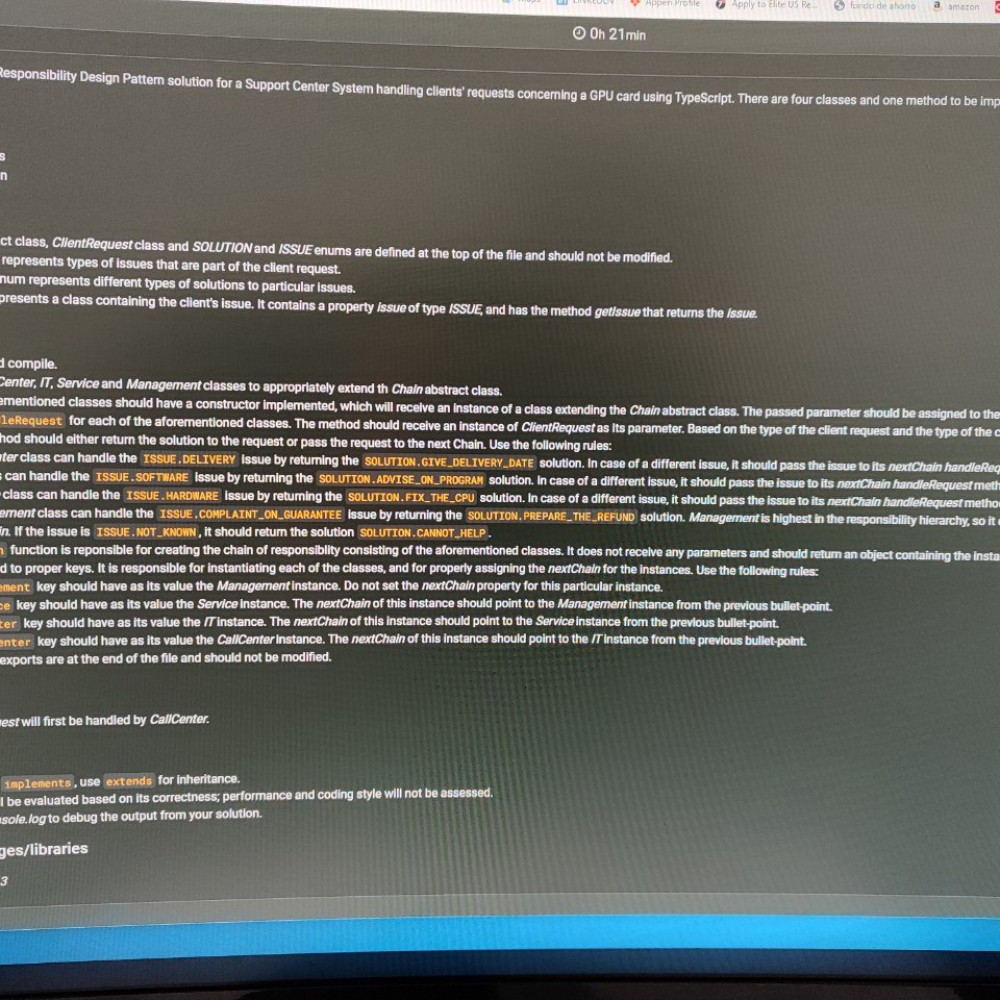 Appen Profile Apply to Elite US Re... fondo de ahorro amazon
0h 21min
Responsibility Design Pattern solution for a Support Center System handling clients' requests concerning a GPU card using TypeScript. There are four classes and one method to be imp
s
n
ct class, ClientRequest class and SOLUTION and ISSUE enums are defined at the top of the file and should not be modified.
represents types of issues that are part of the client request.
num represents different types of solutions to particular issues.
presents a class containing the client's issue. It contains a property issue of type ISSUE, and has the method getIssue that returns the issue.
d compile.
Center, IT, Service and Management classes to appropriately extend th Chain abstract class.
ementioned classes should have a constructor implemented, which will receive an instance of a class extending the Chain abstract class. The passed parameter should be assigned to the
leRequest for each of the aforementioned classes. The method should receive an instance of ClientRequest as its parameter. Based on the type of the client request and the type of the c
hod should either return the solution to the request or pass the request to the next Chain. Use the following rules:
ter class can handle the ISSUE.DELIVERY issue by returning the SOLUTION.GIVE_DELIVERY_DATE solution. In case of a different issue, it should pass the issue to its nextChain handleReq
s can handle the ISSUE.SOFTWARE issue by returning the SOLUTION.ADVISE_ON_PROGRAM solution. In case of a different issue, it should pass the issue to its nextChain handleRequest meth
class can handle the ISSUE.HARDWARE issue by returning the SOLUTION.FIX_THE_CPU solution. In case of a different issue, it should pass the issue to its nextChain handleRequest metho
ement class can handle the ISSUE.COMPLAINT_ON_GUARANTEE issue by returning the SOLUTION.PREPARE_THE_REFUND solution. Management is highest in the responsibility hierarchy, so it
in. If the issue is ISSUE.NOT_KNOWN, it should return the solution SOLUTION.CANNOT_HELP.
n function is reponsible for creating the chain of responsiblity consisting of the aforementioned classes. It does not receive any parameters and should return an object containing the insta
d to proper keys. It is responsible for instantiating each of the classes, and for properly assigning the nextChain for the instances. Use the following rules:
ement key should have as its value the Management instance. Do not set the nextChain property for this particular instance.
ce key should have as its value the Service instance. The nextChain of this instance should point to the Management instance from the previous bullet-point.
ter key should have as its value the IT instance. The nextChain of this instance should point to the Service instance from the previous bullet-point.
enter key should have as its value the CallCenter instance. The nextChain of this instance should point to the IT instance from the previous bullet-point.
exports are at the end of the file and should not be modified.
est will first be handled by CallCenter.
implements, use extends for inheritance.
l be evaluated based on its correctness; performance and coding style will not be assessed.
sole.log to debug the output from your solution.
ges/libraries
3